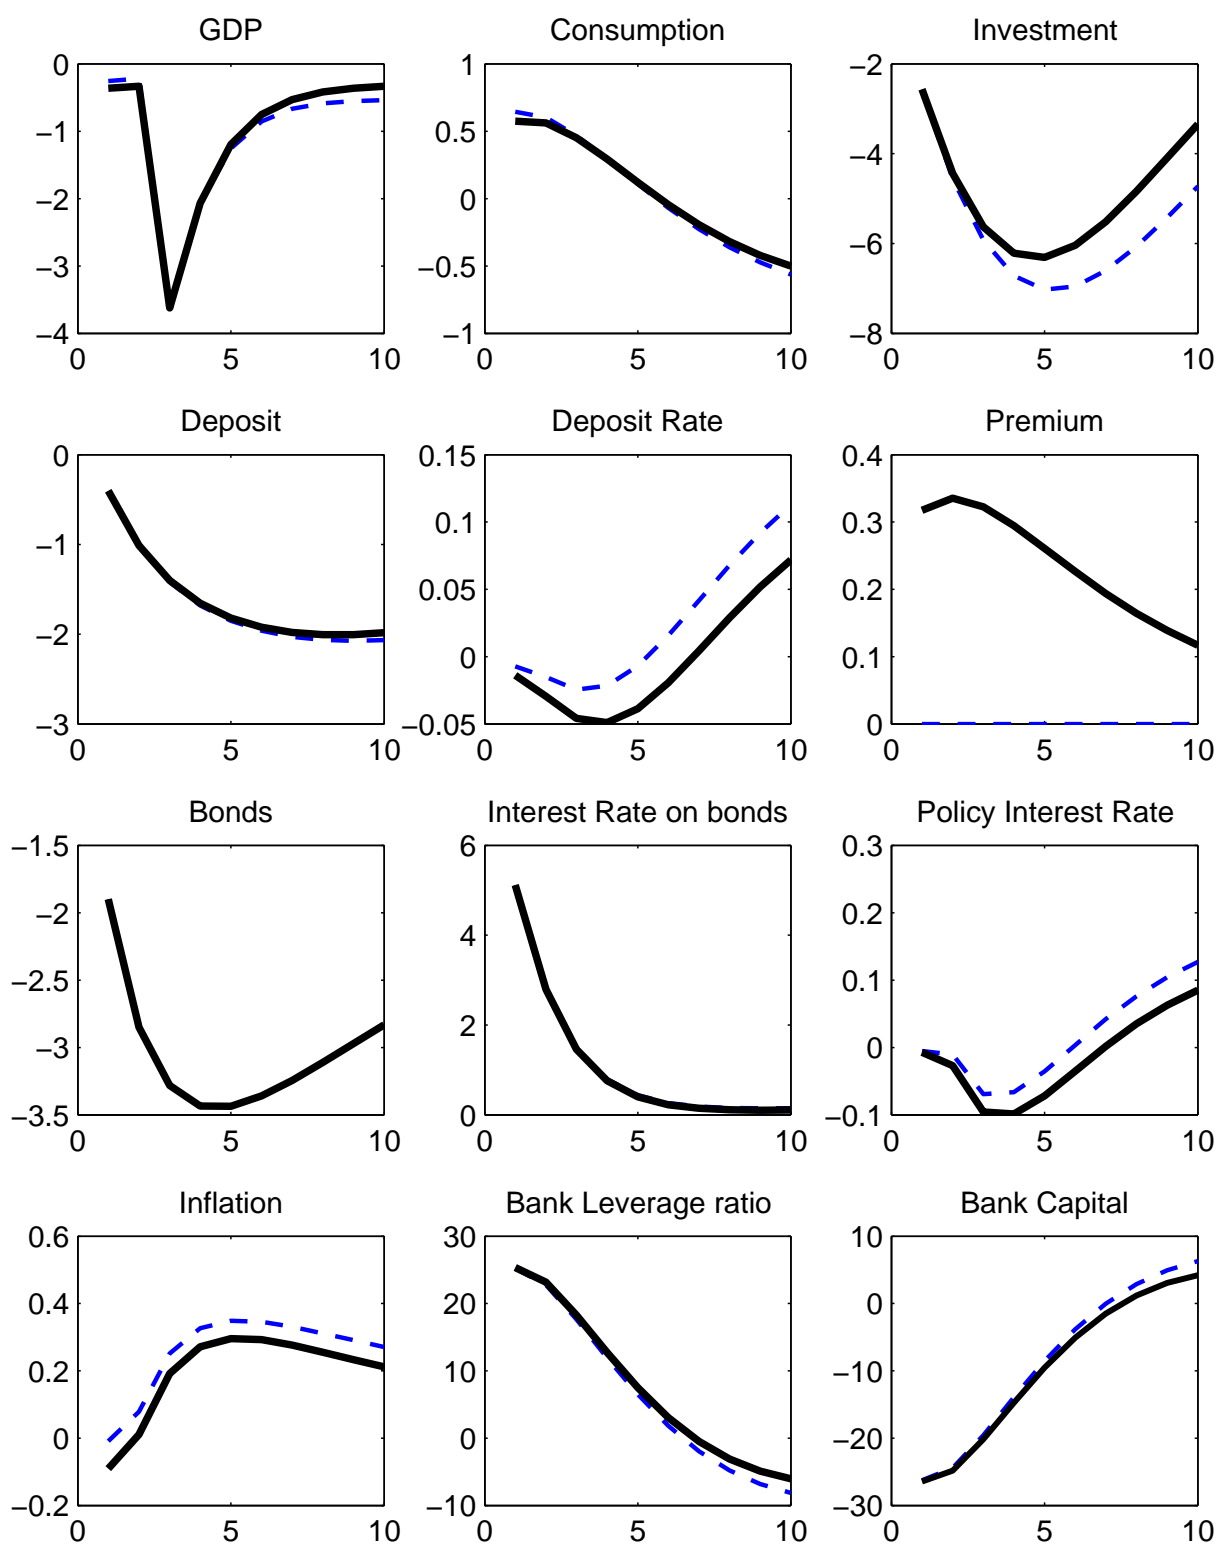 GDP
Consumption
Investment
0
−1
−2
−3
−4
0 5 10
1
0.5
0
−0.5
−1
0 5 10
−2
−4
−6
−8
0 5 10
Deposit
Deposit Rate
Premium
0
−1
−2
−3
0 5 10
0.15
0.1
0.05
0
−0.05
0 5 10
0.4
0.3
0.2
0.1
0
0 5 10
Bonds
Interest Rate on bonds
Policy Interest Rate
−1.5
−2
−2.5
−3
−3.5
0 5 10
6
4
2
0
0 5 10
0.3
0.2
0.1
0
−0.1
0 5 10
Inflation
Bank Leverage ratio
Bank Capital
0.6
0.4
0.2
0
−0.2
0 5 10
30
20
10
0
−10
0 5 10
10
0
−10
−20
−30
0 5 10